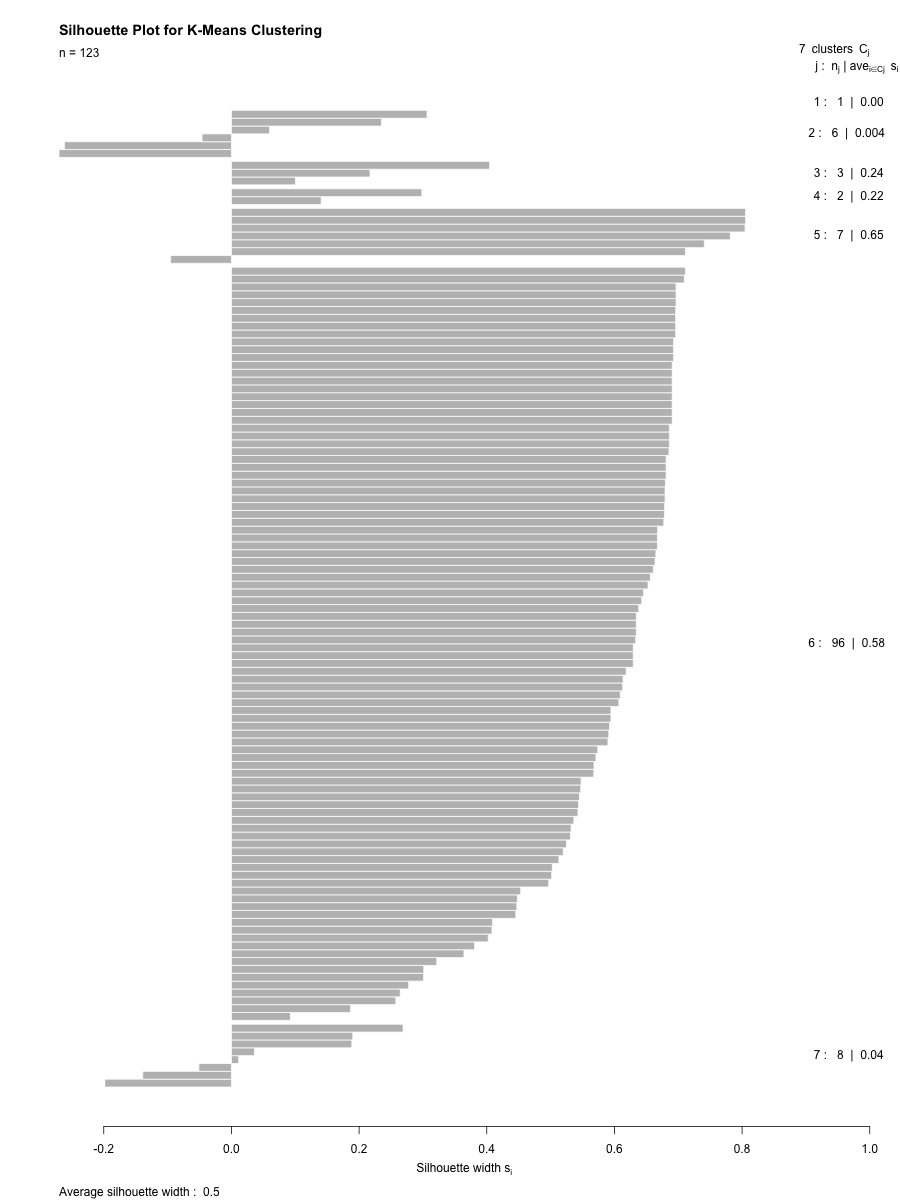 Silhouette Plot for K-Means Clustering
n = 123
7 clusters Cj
j : nj | avei∈Cj si
1 : 1 | 0.00
2 : 6 | 0.004
3 : 3 | 0.24
4 : 2 | 0.22
5 : 7 | 0.65
6 : 96 | 0.58
7 : 8 | 0.04
-0.2 0.0 0.2 0.4 0.6 0.8 1.0
Silhouette width si
Average silhouette width : 0.5